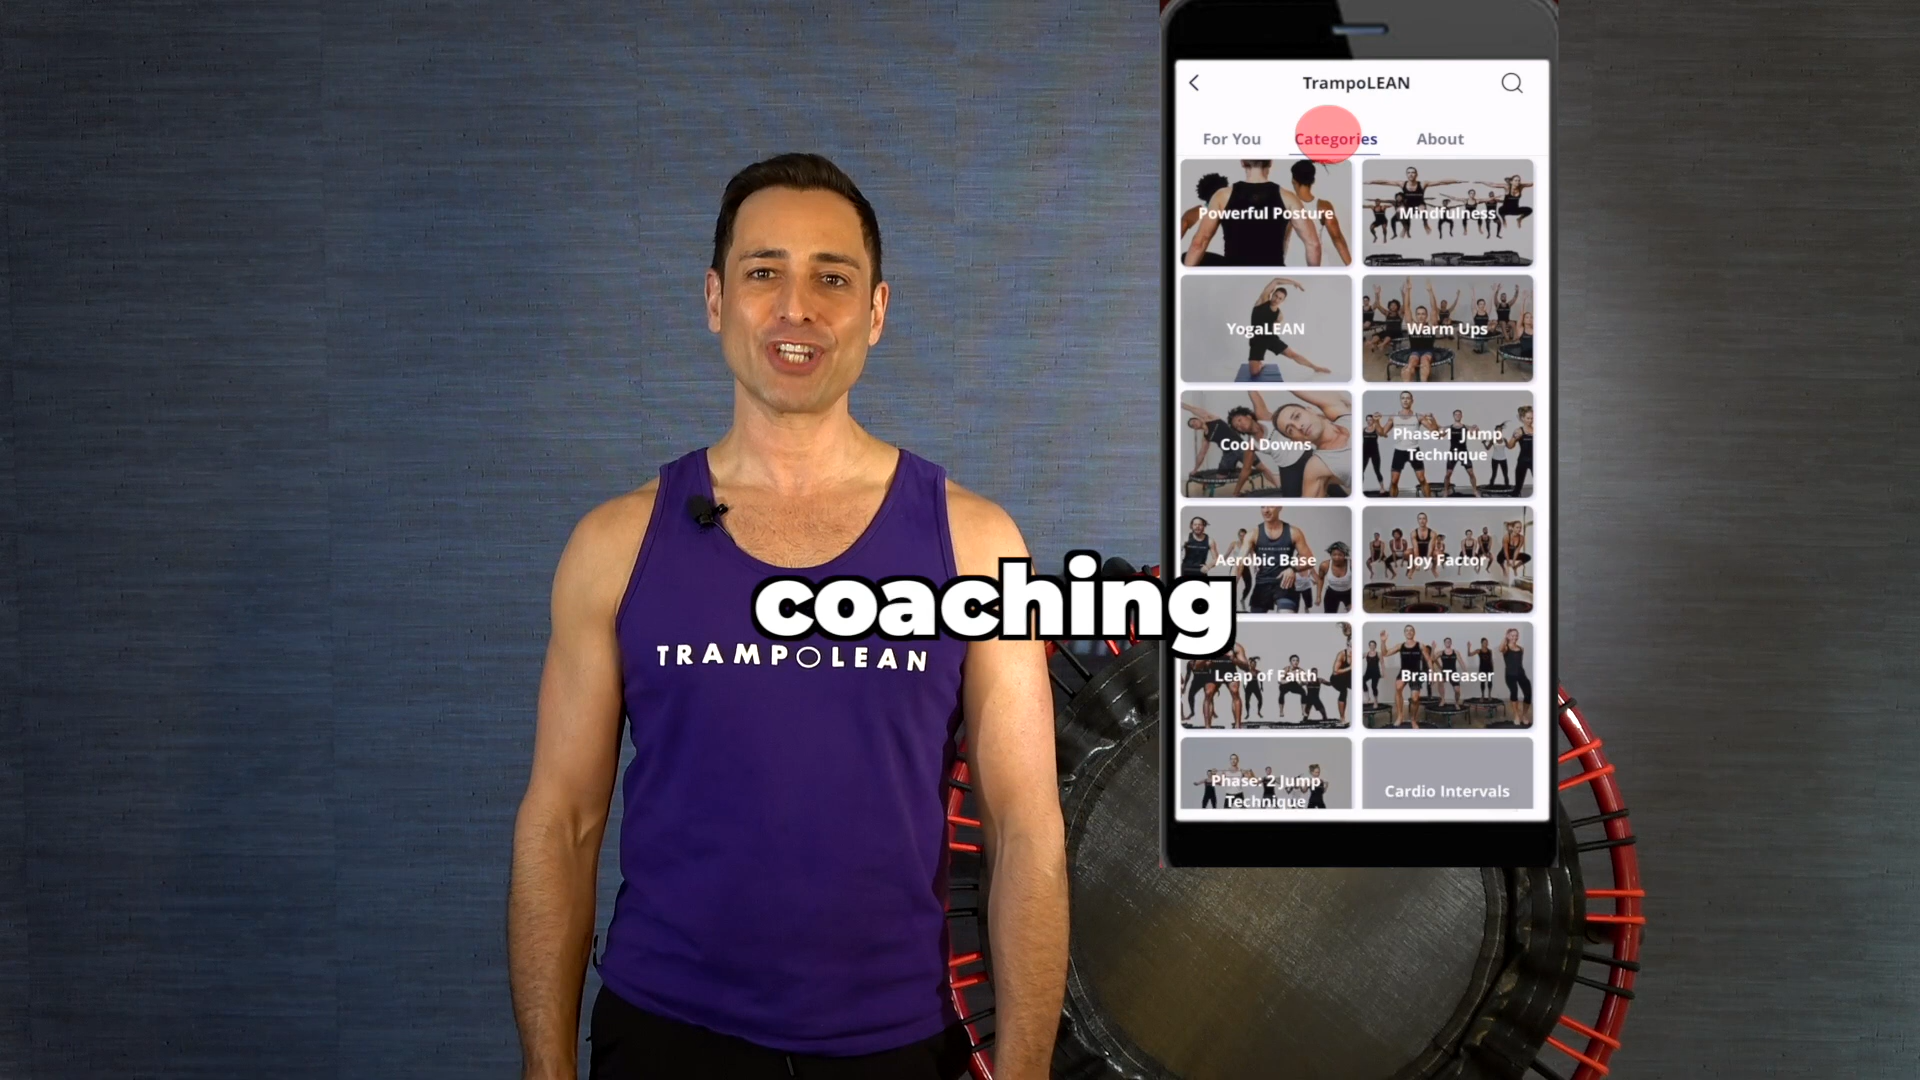 TrampoLEAN
For You Categories About
Powerful Posture
Mindfulness
YogaLEAN
Warm Ups
Cool Downs
Phase:1 Jump
Technique
Aerobic Base
Joy Factor
coaching
TRAMPOLEAN
Leap of Faith
BrainTeaser
Phase: 2 Jump
Technique
Cardio Intervals